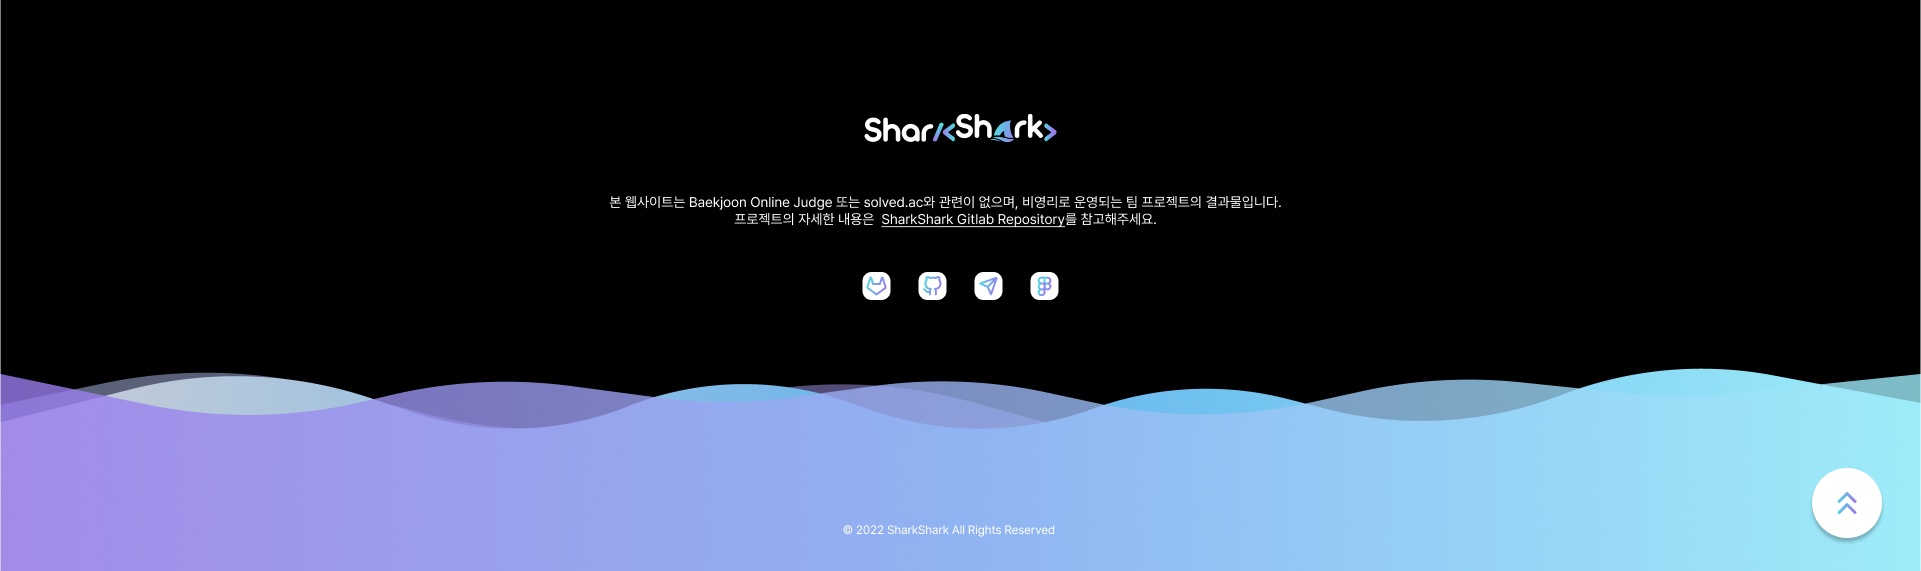 Shar/<Shark>
본 웹사이트는 Baekjoon Online Judge 또는 solved.ac와 관련이 없으며, 비영리로 운영되는 팀 프로젝트의 결과물입니다.
프로젝트의 자세한 내용은 SharkShark Gitlab Repository를 참고해주세요.
© 2022 SharkShark All Rights Reserved